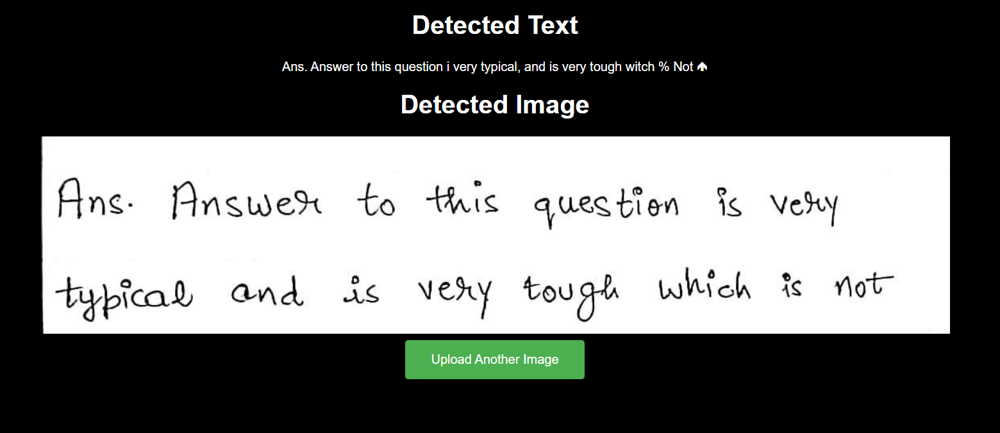 Detected Text
Ans. Answer to this question i very typical, and is very tough witch % Not 🡹
Detected Image
Ans. Answer to this question is very
typical and is very tough which is not
Upload Another Image